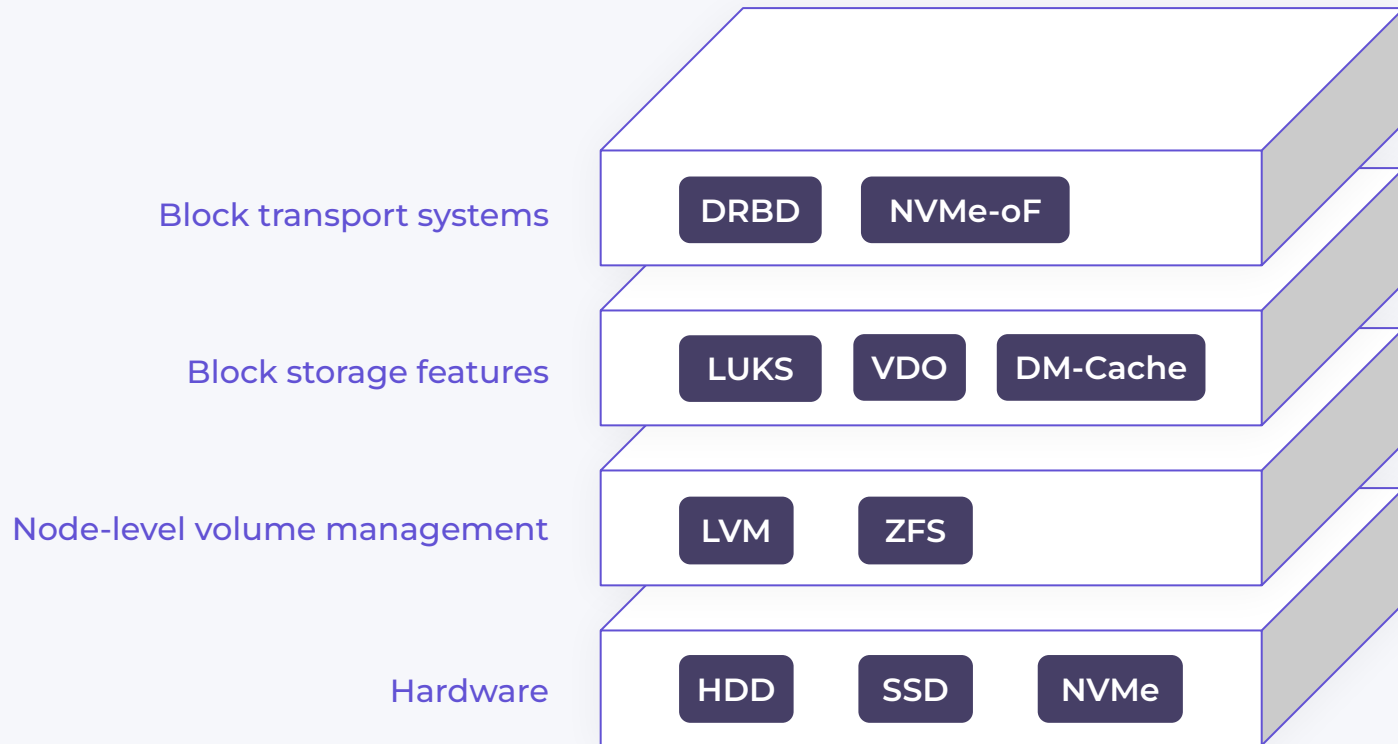 Block transport systems
DRBD NVMe-oF
Block storage features
LUKS VDO DM-Cache
Node-level volume management
LVM ZFS
Hardware
HDD SSD NVMe